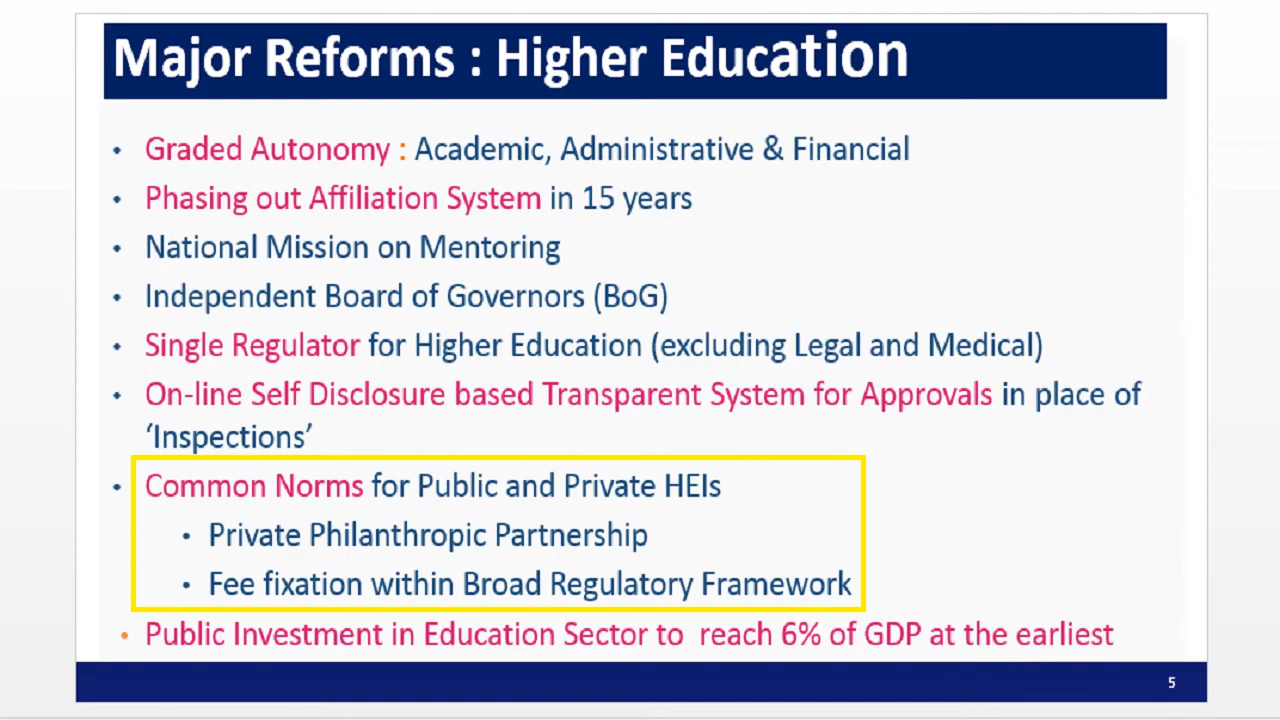 Major Reforms : Higher Education
• Graded Autonomy : Academic, Administrative & Financial
• Phasing out Affiliation System in 15 years
• National Mission on Mentoring
• Independent Board of Governors (BoG)
• Single Regulator for Higher Education (excluding Legal and Medical)
• On-line Self Disclosure based Transparent System for Approvals in place of
‘Inspections’
• Common Norms for Public and Private HEIs
• Private Philanthropic Partnership
• Fee fixation within Broad Regulatory Framework
• Public Investment in Education Sector to reach 6% of GDP at the earliest
5